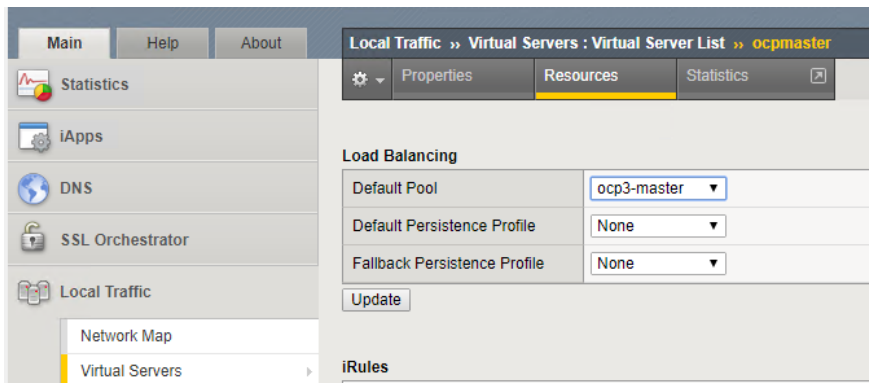 Main Help About
Local Traffic ›› Virtual Servers : Virtual Server List ›› ocpmaster
Properties Resources Statistics
Statistics
iApps
DNS
SSL Orchestrator
Local Traffic
Network Map
Virtual Servers
Load Balancing
Default Pool ocp3-master
Default Persistence Profile None
Fallback Persistence Profile None
Update
iRules